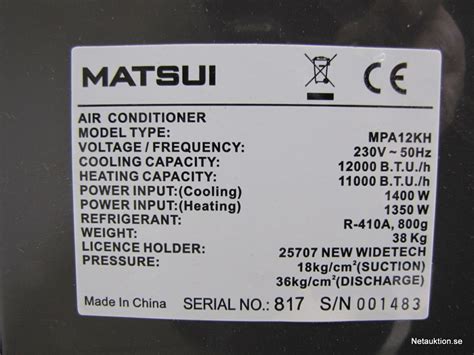 MATSUI
CE
AIR CONDITIONER
MODEL TYPE: MPA12KH
VOLTAGE / FREQUENCY: 230V ~ 50Hz
COOLING CAPACITY: 12000 B.T.U./h
HEATING CAPACITY: 11000 B.T.U./h
POWER INPUT:(Cooling) 1400 W
POWER INPUT:(Heating) 1350 W
REFRIGERANT: R-410A, 800g
WEIGHT: 38 Kg
LICENCE HOLDER: 25707 NEW WIDETECH
PRESSURE: 18kg/cm²(SUCTION)
36kg/cm²(DISCHARGE)
Made In China SERIAL NO.: 817 S/N 001483
Netauktion.se